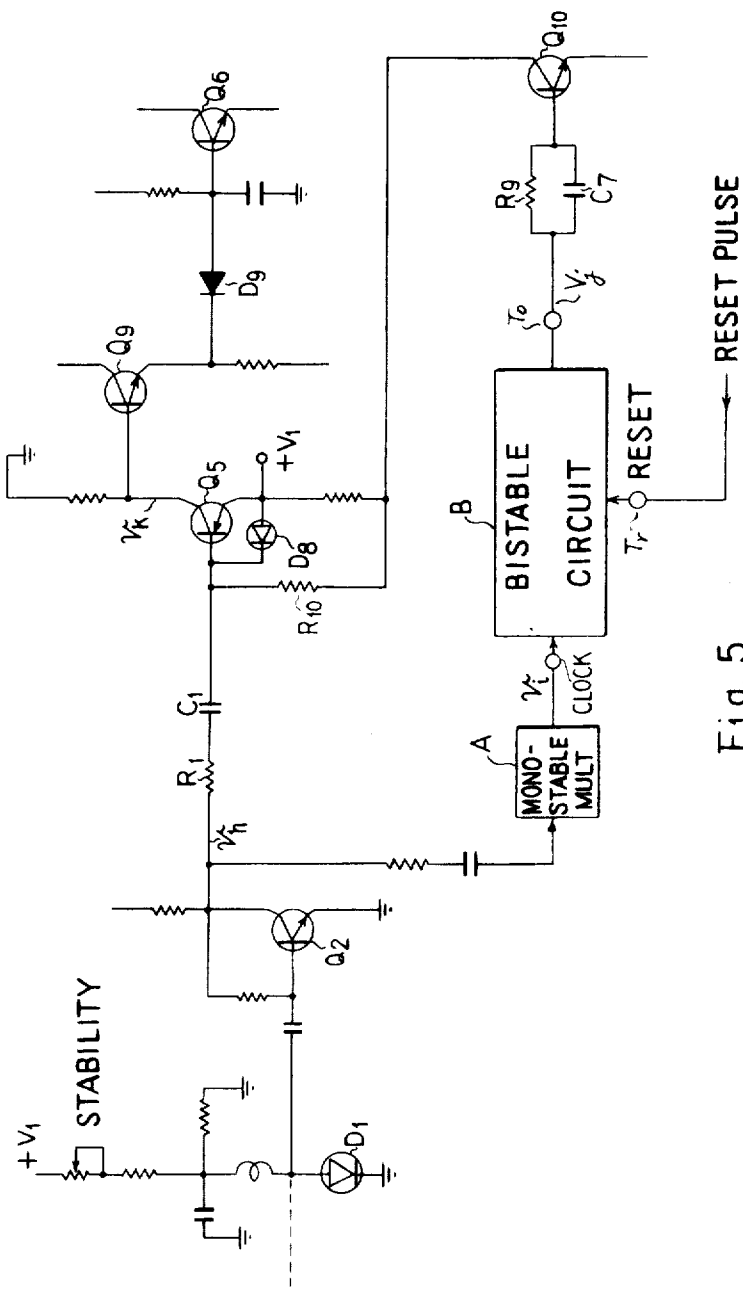 +V1
STABILITY
D1
Q2
vh
R1
C1
R10
D8
+V1
Q5
vk
Q9
D9
Q6
A
MONO-
STABLE
MULT
vi
CLOCK
B
BISTABLE
CIRCUIT
Tr
RESET
RESET PULSE
To
Vj
R9
C7
Q10
Fig. 5